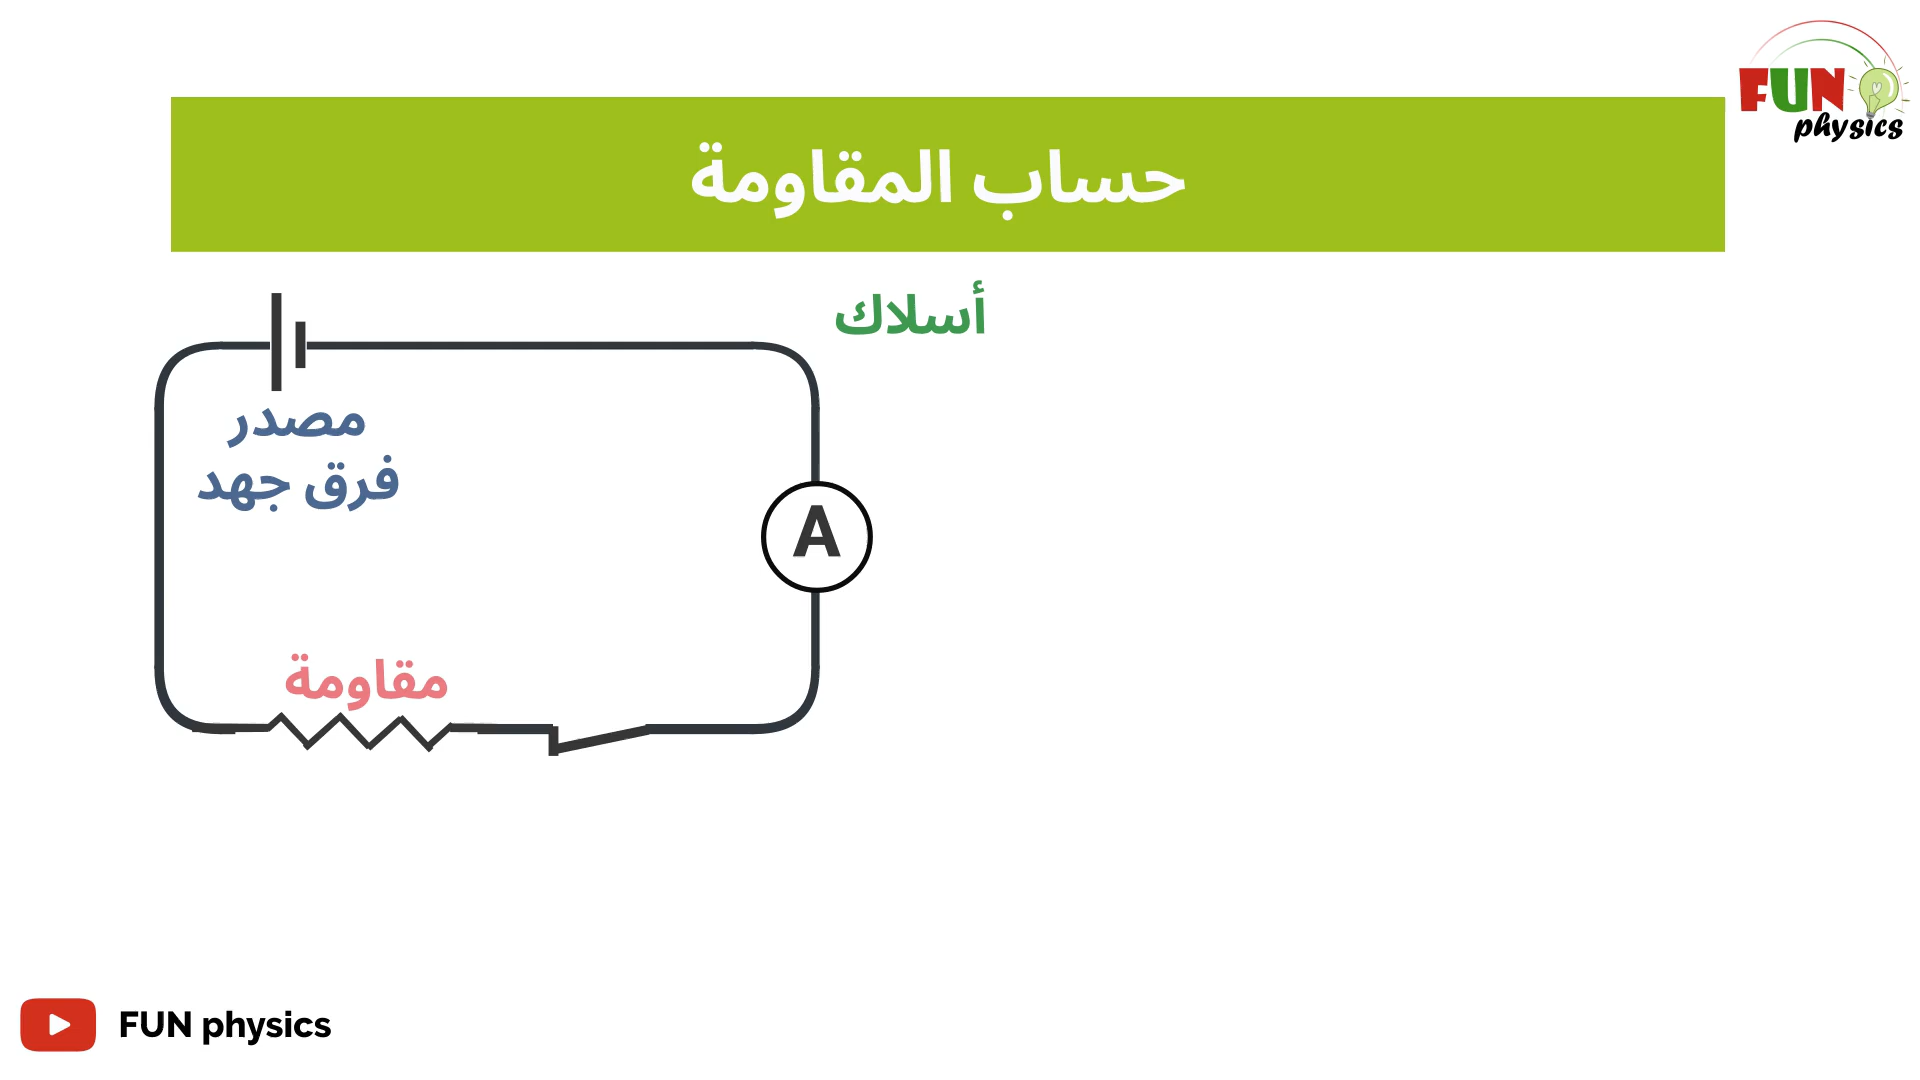 FUN
physics
حساب المقاومة
أسلاك
مصدر
فرق جهد
A
مقاومة
FUN physics